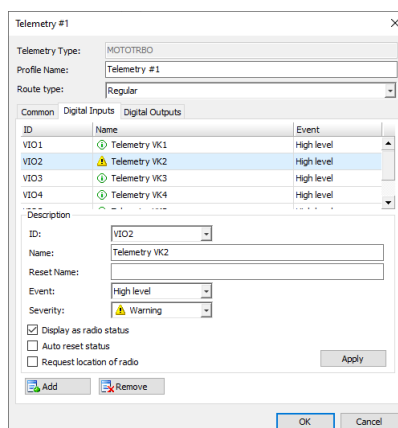 Telemetry #1
Telemetry Type: MOTOTRBO
Profile Name: Telemetry #1
Route type: Regular
Common Digital Inputs Digital Outputs
ID Name Event
VIO1 Telemetry VK1 High level
VIO2 Telemetry VK2 High level
VIO3 Telemetry VK3 High level
VIO4 Telemetry VK4 High level
Description
ID: VIO2
Name: Telemetry VK2
Reset Name:
Event: High level
Severity: Warning
Display as radio status
Auto reset status
Request location of radio
Apply
Add Remove
OK Cancel